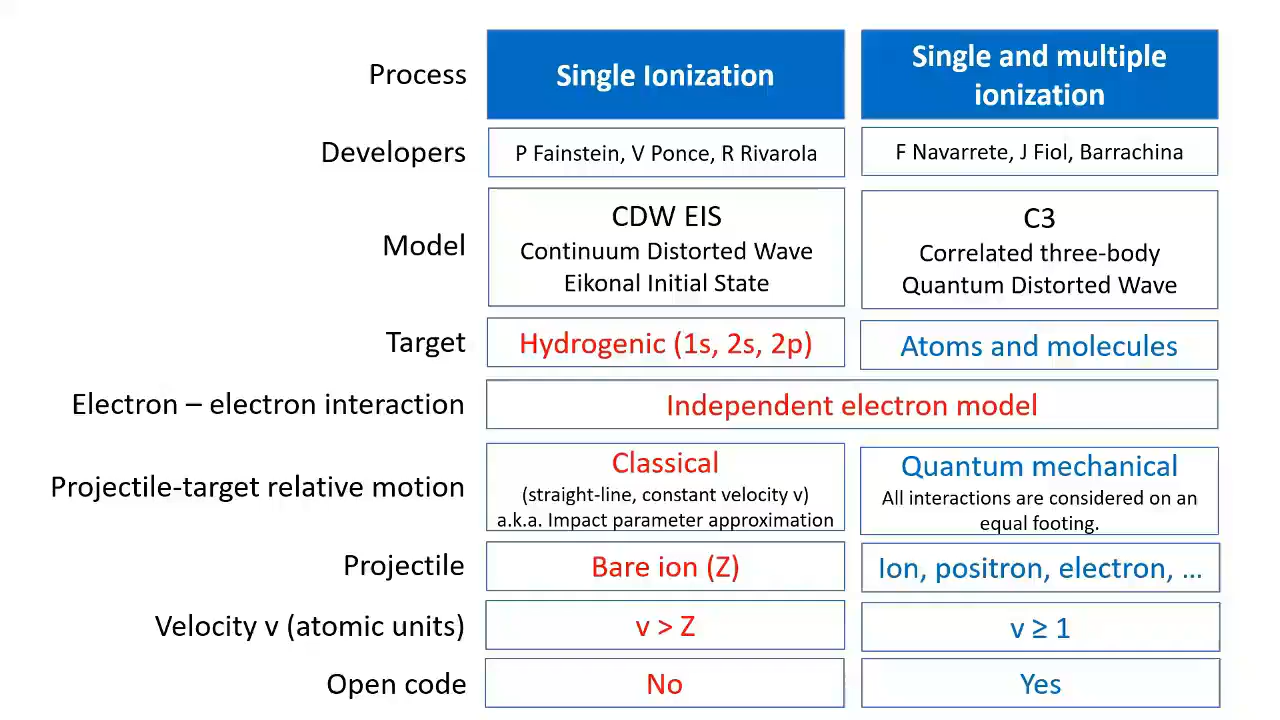 Process
Single Ionization
Single and multiple
ionization
Developers
P Fainstein, V Ponce, R Rivarola
F Navarrete, J Fiol, Barrachina
Model
CDW EIS
Continuum Distorted Wave
Eikonal Initial State
C3
Correlated three-body
Quantum Distorted Wave
Target
Hydrogenic (1s, 2s, 2p)
Atoms and molecules
Electron – electron interaction
Independent electron model
Projectile-target relative motion
Classical
(straight-line, constant velocity v)
a.k.a. Impact parameter approximation
Quantum mechanical
All interactions are considered on an
equal footing.
Projectile
Bare ion (Z)
Ion, positron, electron, ...
Velocity v (atomic units)
v > Z
v ≥ 1
Open code
No
Yes